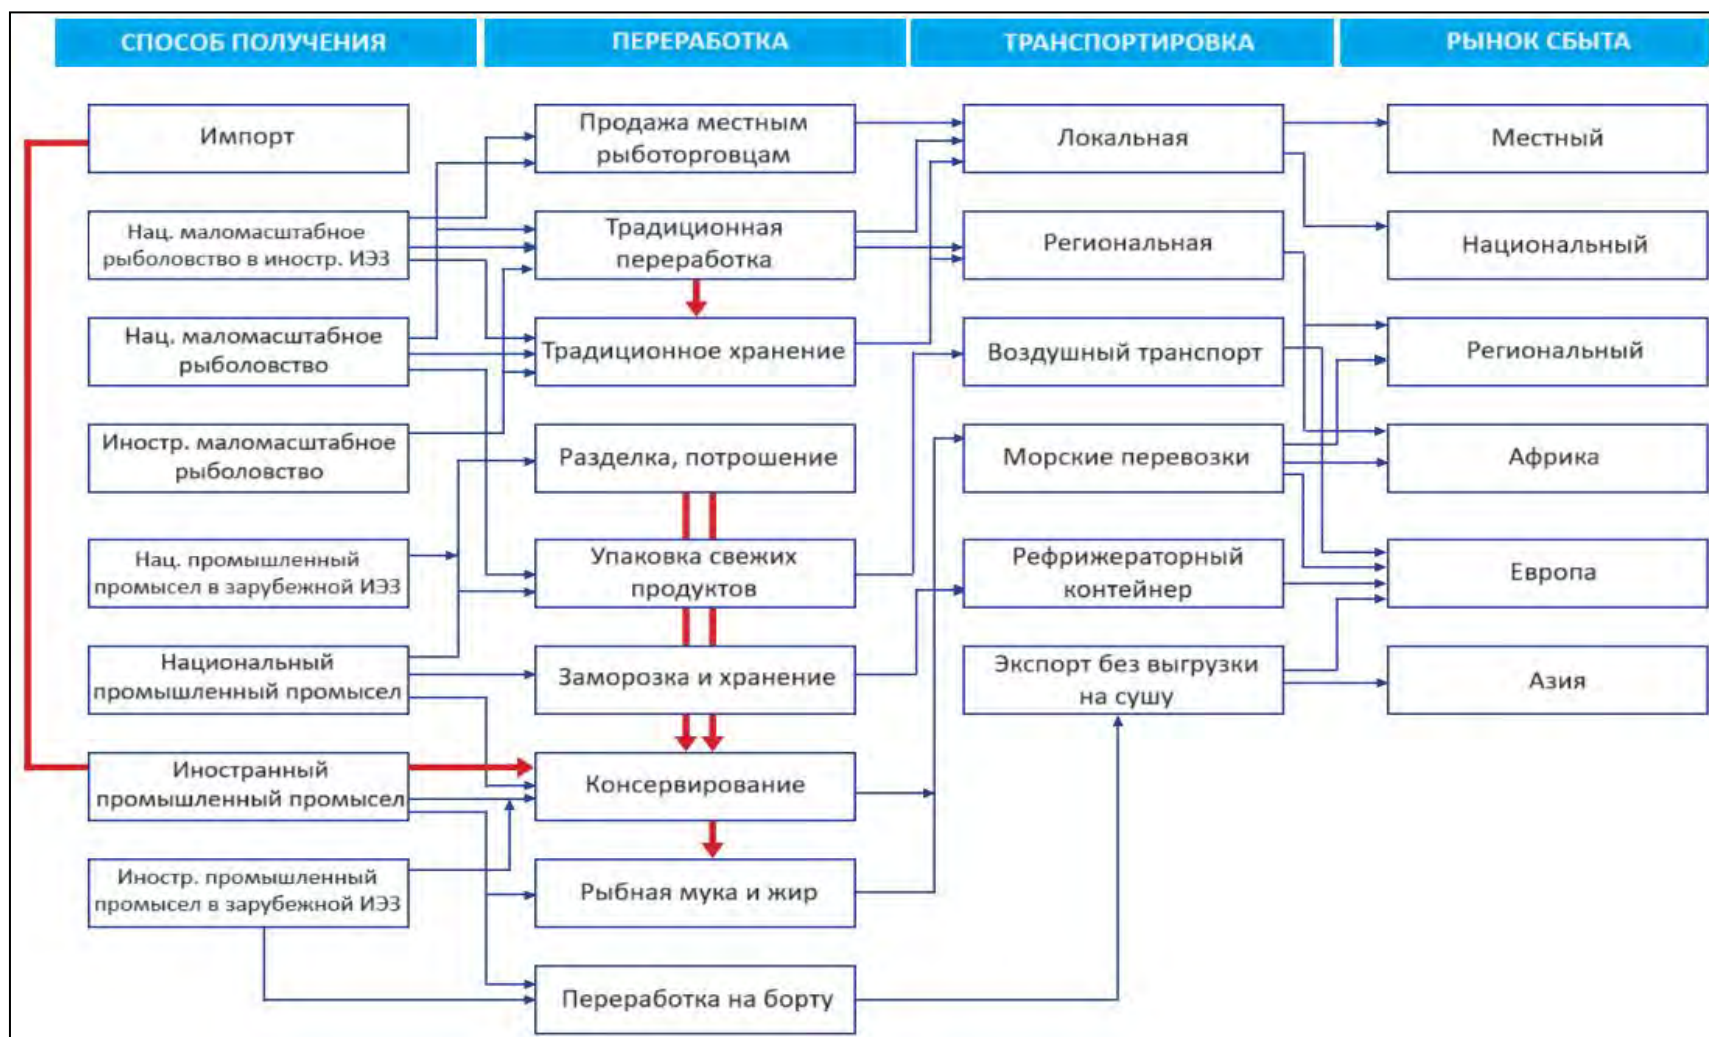 СПОСОБ ПОЛУЧЕНИЯ
ПЕРЕРАБОТКА
ТРАНСПОРТИРОВКА
РЫНОК СБЫТА
Импорт
Нац. маломасштабное
рыболовство в иностр. ИЭЗ
Нац. маломасштабное
рыболовство
Иностр. маломасштабное
рыболовство
Нац. промышленный
промысел в зарубежной ИЭЗ
Национальный
промышленный промысел
Иностранный
промышленный промысел
Иностр. промышленный
промысел в зарубежной ИЭЗ
Продажа местным
рыботорговцам
Традиционная
переработка
Традиционное хранение
Разделка, потрошение
Упаковка свежих
продуктов
Заморозка и хранение
Консервирование
Рыбная мука и жир
Переработка на борту
Локальная
Региональная
Воздушный транспорт
Морские перевозки
Рефрижераторный
контейнер
Экспорт без выгрузки
на сушу
Местный
Национальный
Региональный
Африка
Европа
Азия